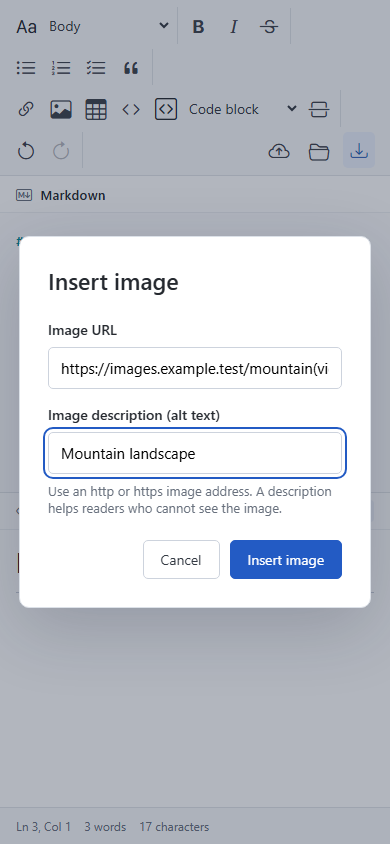 Aa Body
B I S
Code block
Markdown
#
Insert image
Image URL
https://images.example.test/mountain(vi
Image description (alt text)
Mountain landscape
Use an http or https image address. A description
helps readers who cannot see the image.
Cancel
Insert image
Ln 3, Col 1 3 words 17 characters